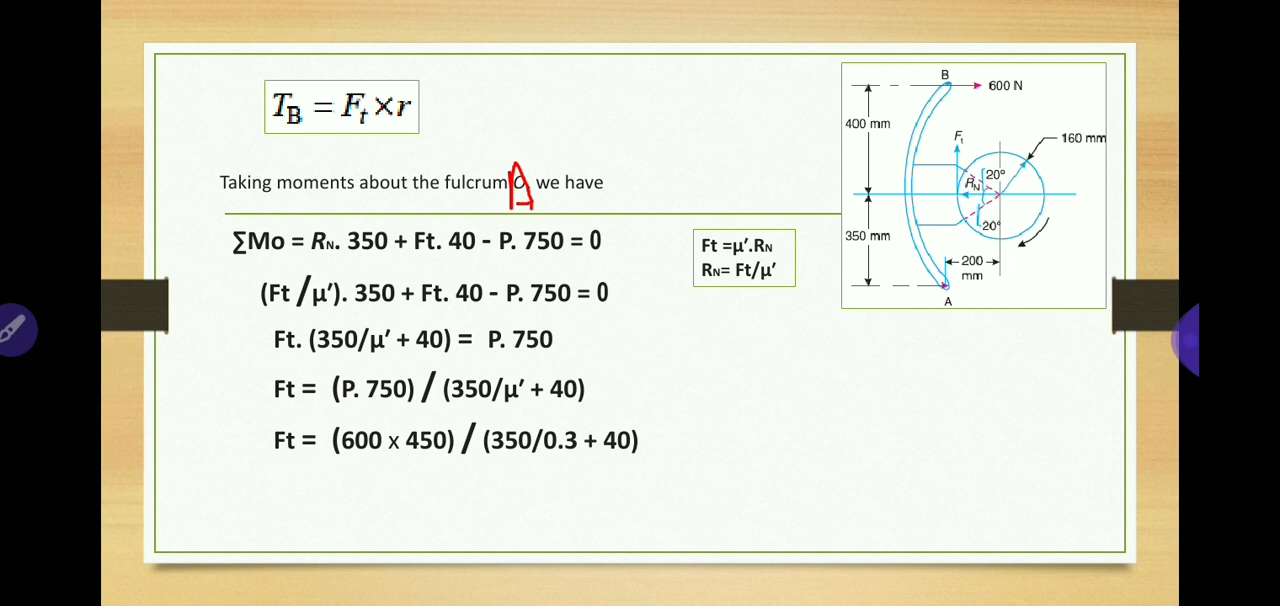 T_B = F_t × r
Taking moments about the fulcrum A, we have
∑Mo = RN. 350 + Ft. 40 - P. 750 = 0
(Ft /µ′). 350 + Ft. 40 - P. 750 = 0
Ft. (350/µ′ + 40) = P. 750
Ft = (P. 750) / (350/µ′ + 40)
Ft = (600 x 450) / (350/0.3 + 40)
Ft =µ′.RN
RN= Ft/µ′
B
600 N
400 mm
Ft
160 mm
20°
RN
20°
350 mm
200
mm
A